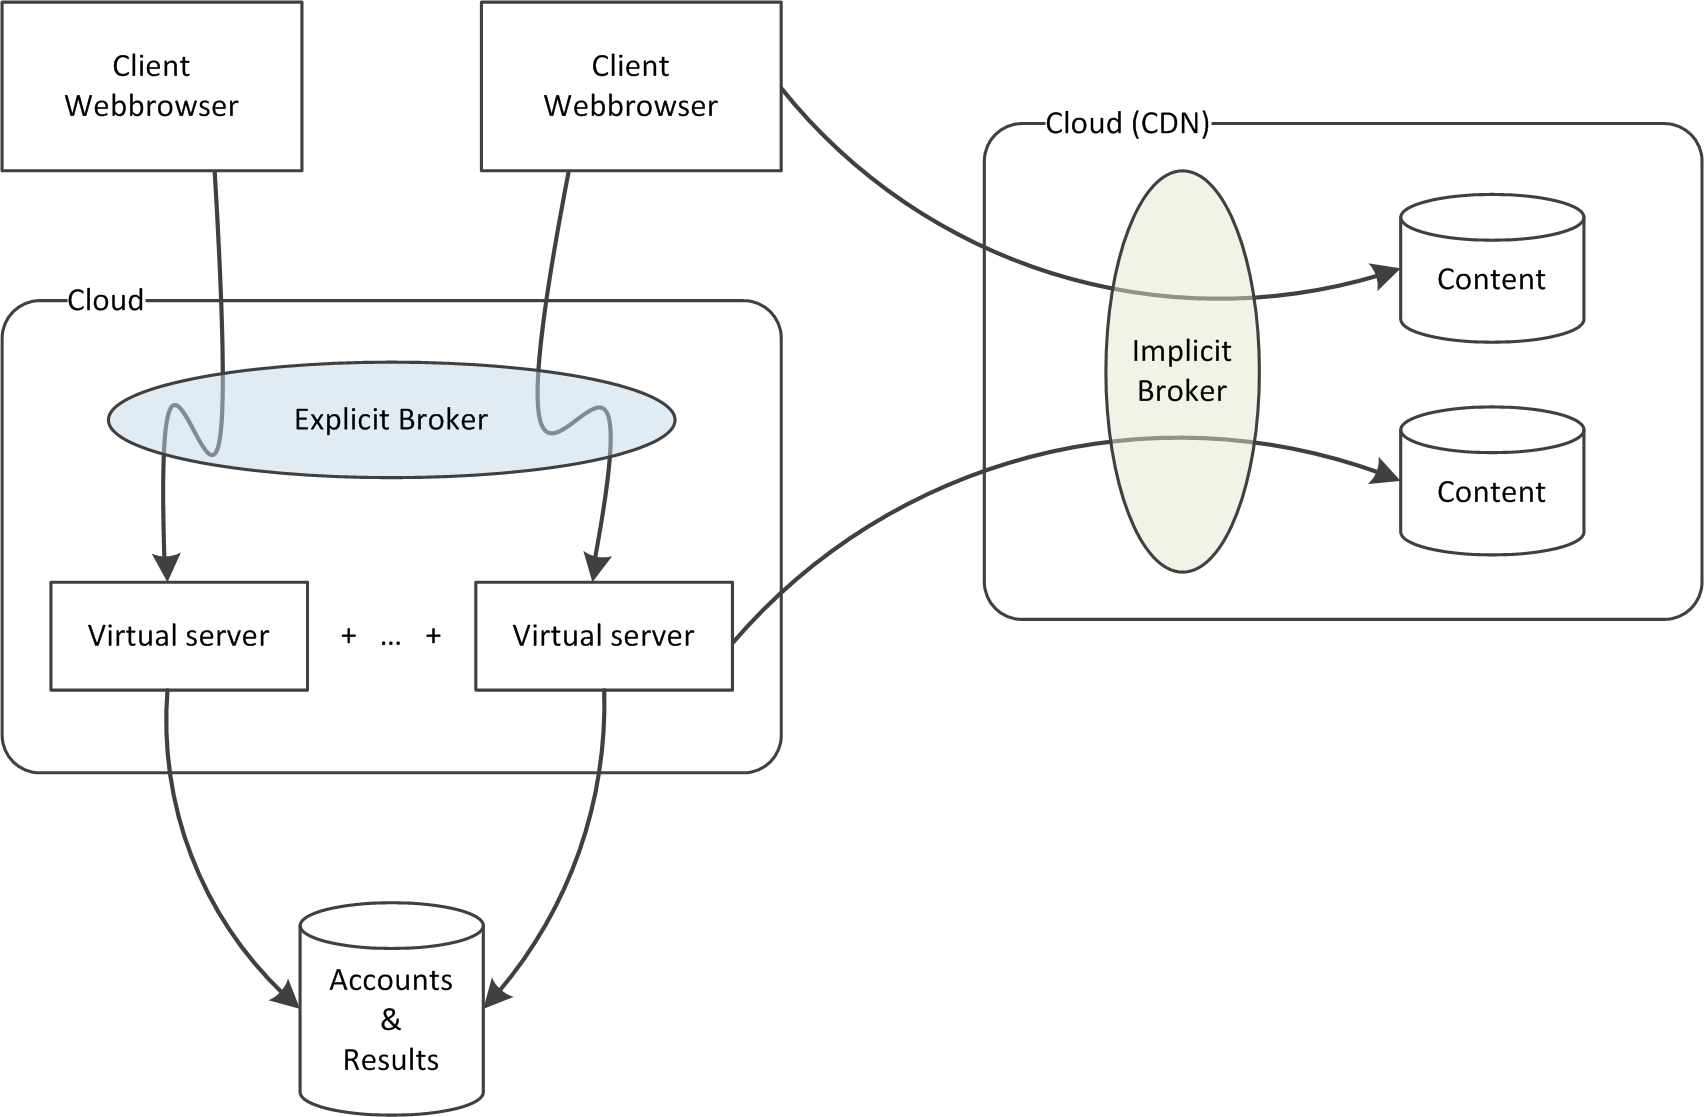 Client
Webbrowser
Client
Webbrowser
Cloud (CDN)
Content
Cloud
Implicit
Broker
Explicit Broker
Content
Virtual server
+ ... +
Virtual server
Accounts
&
Results